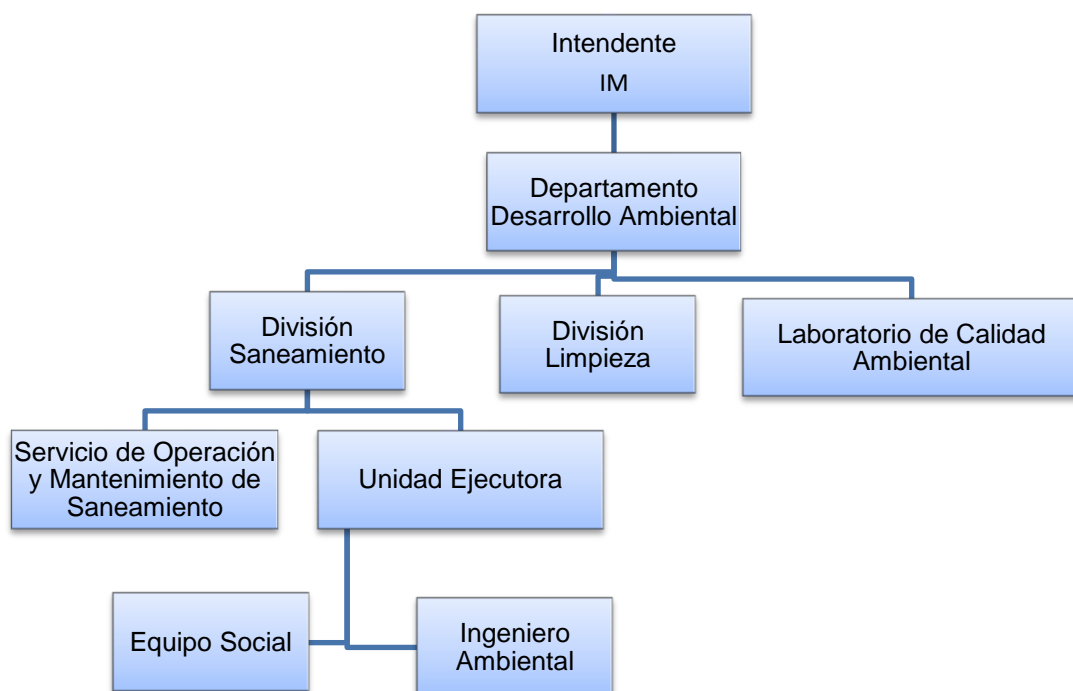 Intendente
IM
Departamento
Desarrollo Ambiental
División
Saneamiento
División
Limpieza
Laboratorio de Calidad
Ambiental
Servicio de Operación
y Mantenimiento de
Saneamiento
Unidad Ejecutora
Equipo Social
Ingeniero
Ambiental